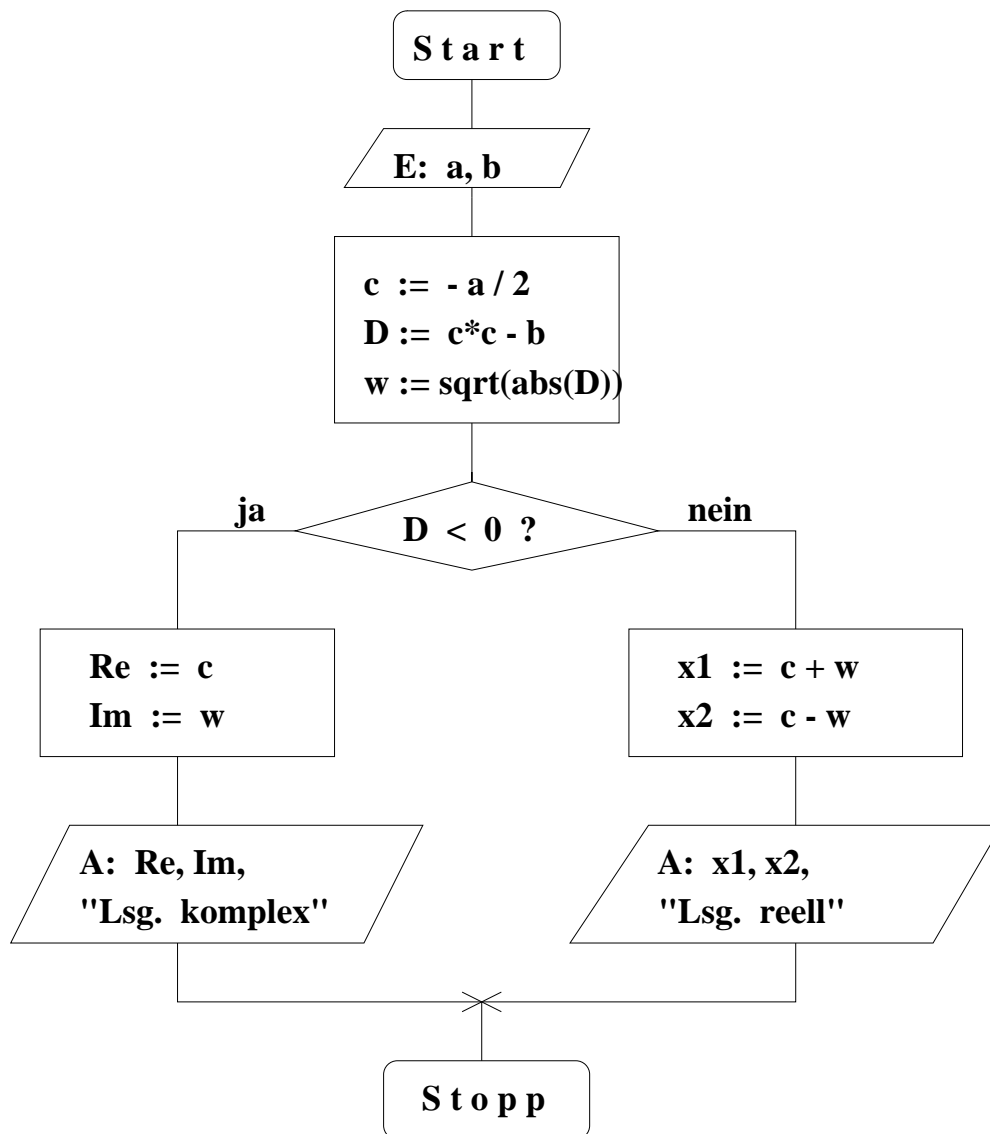 S t a r t
E: a, b
c := - a / 2
D := c*c - b
w := sqrt(abs(D))
ja
D < 0 ?
nein
Re := c
Im := w
x1 := c + w
x2 := c - w
A: Re, Im,
"Lsg. komplex"
A: x1, x2,
"Lsg. reell"
S t o p p